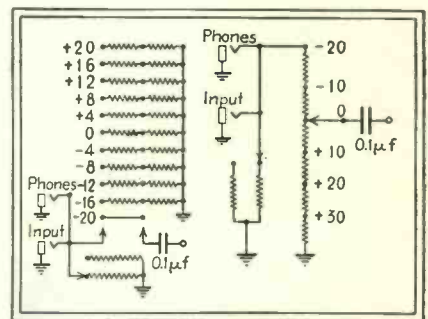 +20
+16
+12
+8
+4
0
-4
-8
Phones -12
-16
-20
Input
0.1μf
Phones
Input
-20
-10
0
0.1μf
+10
+20
+30